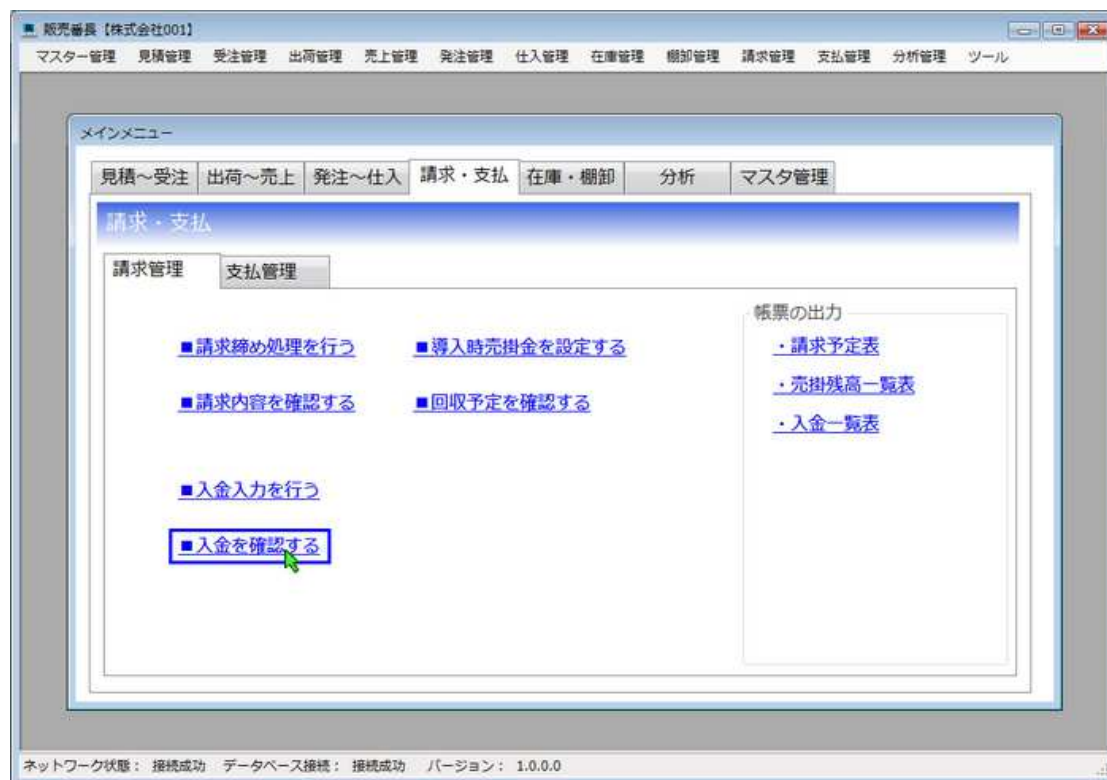 販売番長【株式会社001】
マスター管理 見積管理 受注管理 出荷管理 売上管理 発注管理 仕入管理 在庫管理 棚卸管理 請求管理 支払管理 分析管理 ツール
メインメニュー
見積～受注 出荷～売上 発注～仕入 請求・支払 在庫・棚卸 分析 マスタ管理
請求・支払
請求管理 支払管理
帳票の出力
■請求締め処理を行う ■導入時売掛金を設定する ・請求予定表
・売掛残高一覧表
■請求内容を確認する ■回収予定を確認する
・入金一覧表
■入金入力を行う
■入金を確認する
ネットワーク状態： 接続成功 データベース接続： 接続成功 バージョン： 1.0.0.0